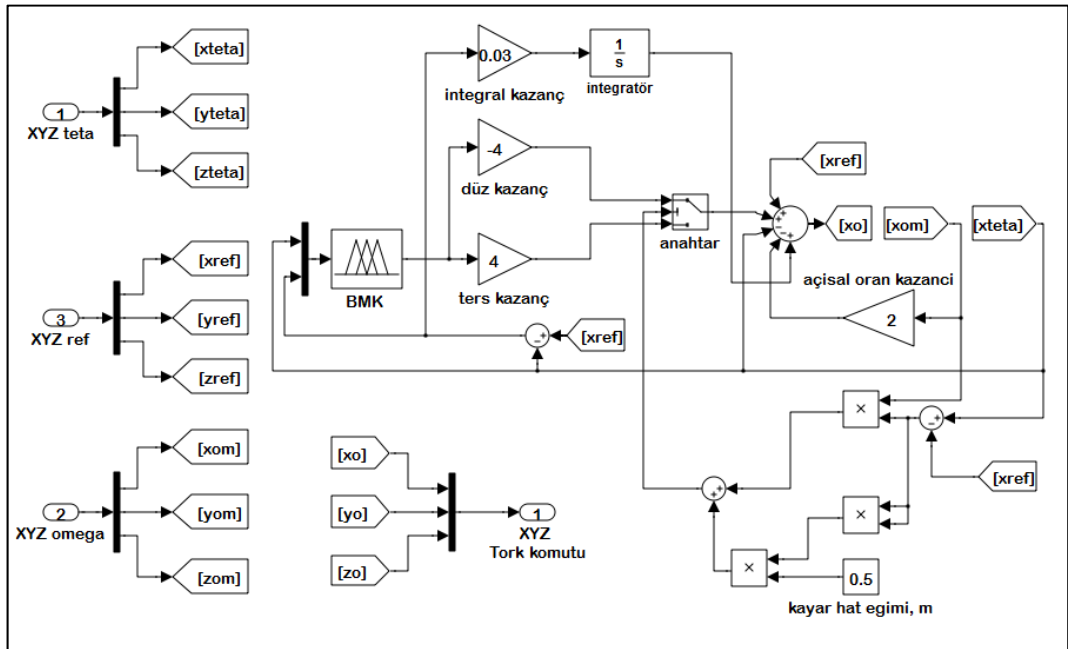 [xteta]
1
XYZ teta
[yteta]
[zteta]
0.03
integral kazanç
1
s
integratör
-4
düz kazanç
4
ters kazanç
BMK
anahtar
[xref]
+
+
-
-
+
[xo]
[xom]
[xteta]
açisal oran kazanci
2
[xref]
3
XYZ ref
[yref]
[zref]
-
+
[xref]
×
-
+
[xref]
[xom]
2
XYZ omega
[yom]
[zom]
[xo]
[yo]
[zo]
1
XYZ
Tork komutu
+
+
×
×
0.5
kayar hat egimi, m